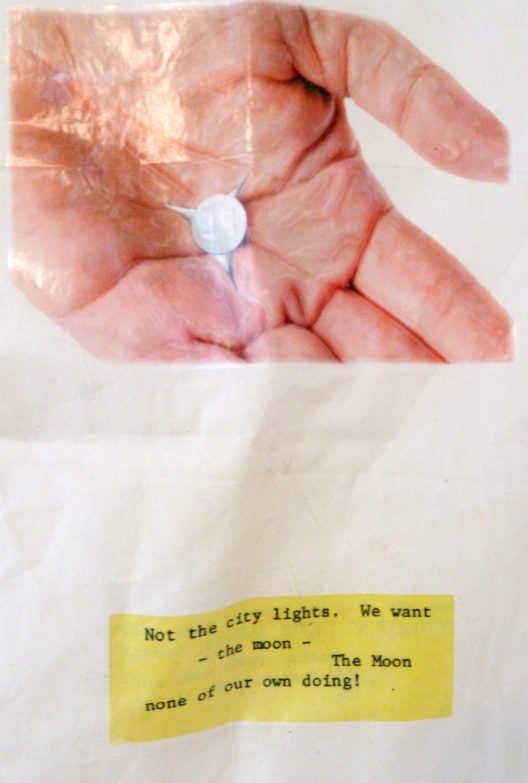 Not the city lights. We want
- the moon -
The Moon
none of our own doing!